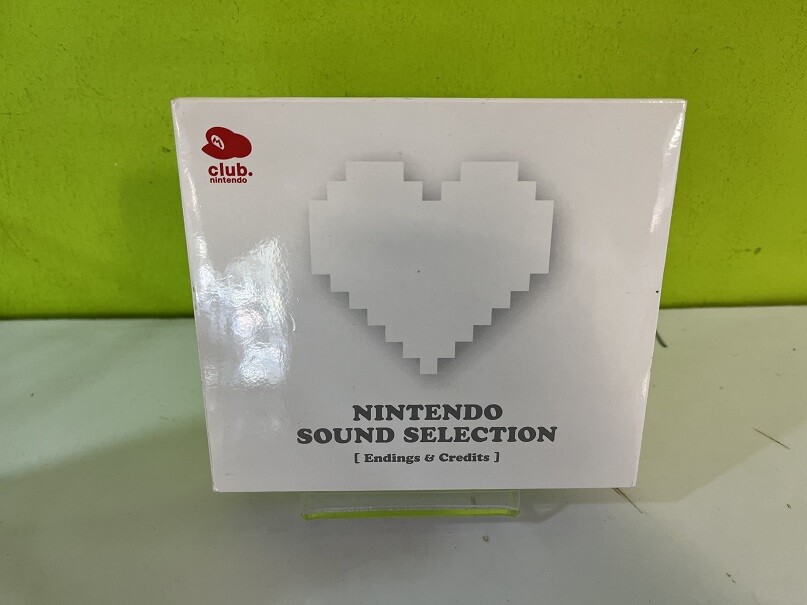 M
club.
nintendo
NINTENDO
SOUND SELECTION
[ Endings & Credits ]